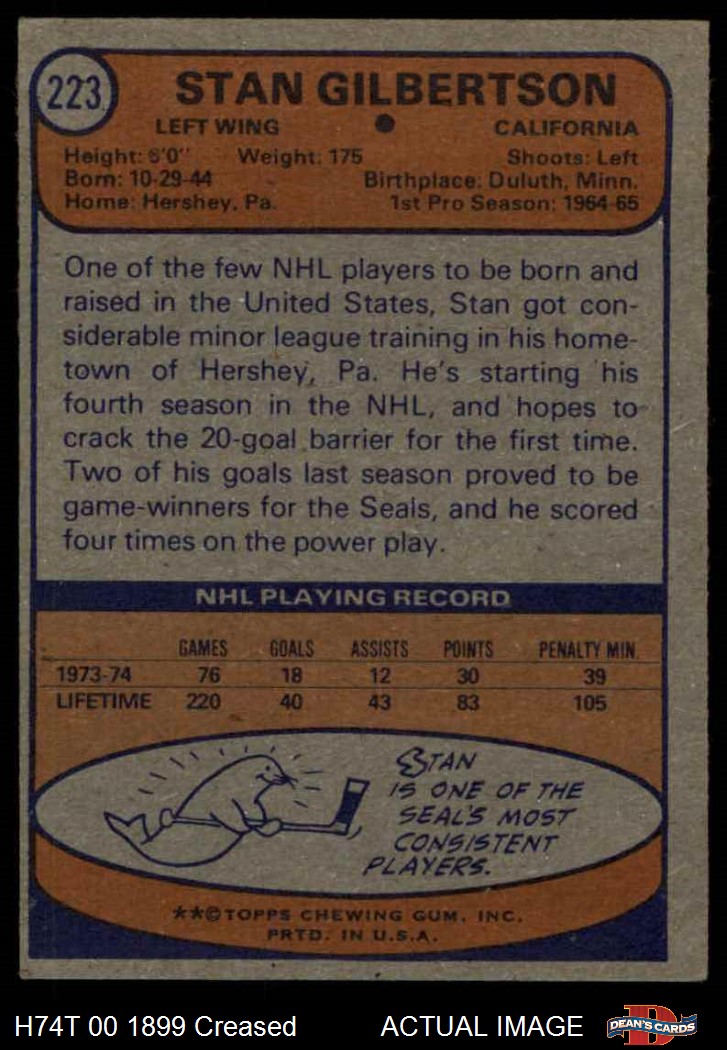 223
STAN GILBERTSON
LEFT WING ● CALIFORNIA
Height: 6'0" Weight: 175 Shoots: Left
Born: 10-29-44 Birthplace: Duluth, Minn.
Home: Hershey, Pa. 1st Pro Season: 1964-65
One of the few NHL players to be born and
raised in the United States, Stan got con-
siderable minor league training in his home-
town of Hershey, Pa. He's starting his
fourth season in the NHL, and hopes to
crack the 20-goal barrier for the first time.
Two of his goals last season proved to be
game-winners for the Seals, and he scored
four times on the power play.
NHL PLAYING RECORD
GAMES GOALS ASSISTS POINTS PENALTY MIN.
1973-74 76 18 12 30 39
LIFETIME 220 40 43 83 105
STAN
IS ONE OF THE
SEAL'S MOST
CONSISTENT
PLAYERS.
**©TOPPS CHEWING GUM, INC.
PRTD. IN U.S.A.
H74T 00 1899 Creased ACTUAL IMAGE
D
DEAN'S CARDS